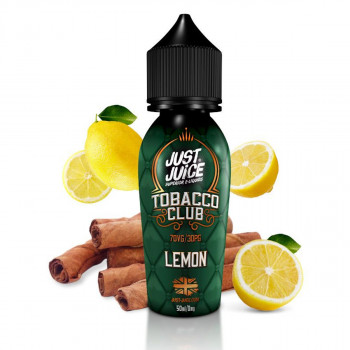 JUST
JUICE
SUPERIOR E-LIQUIDS
TOBACCO
CLUB
70VG/30PG
LEMON
50ml/0mg